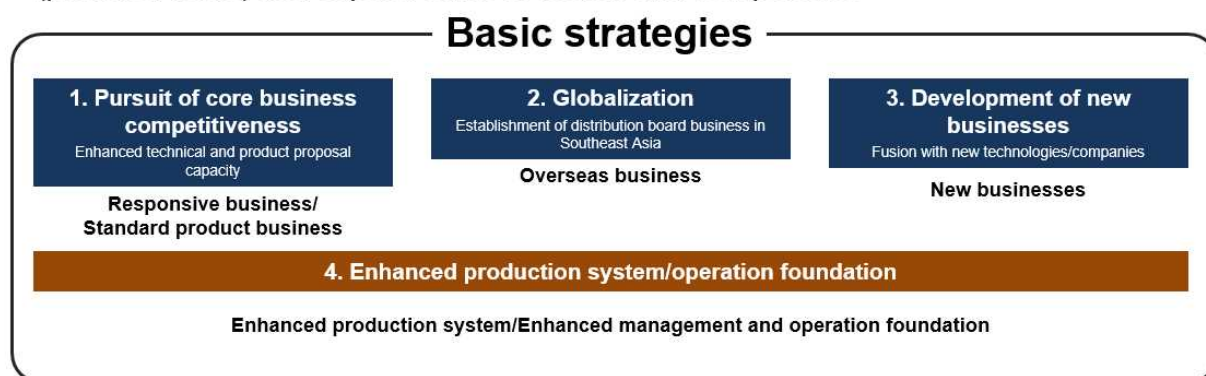 Basic strategies
1. Pursuit of core business
competitiveness
Enhanced technical and product proposal
capacity
Responsive business/
Standard product business
2. Globalization
Establishment of distribution board business in
Southeast Asia
Overseas business
3. Development of new
businesses
Fusion with new technologies/companies
New businesses
4. Enhanced production system/operation foundation
Enhanced production system/Enhanced management and operation foundation